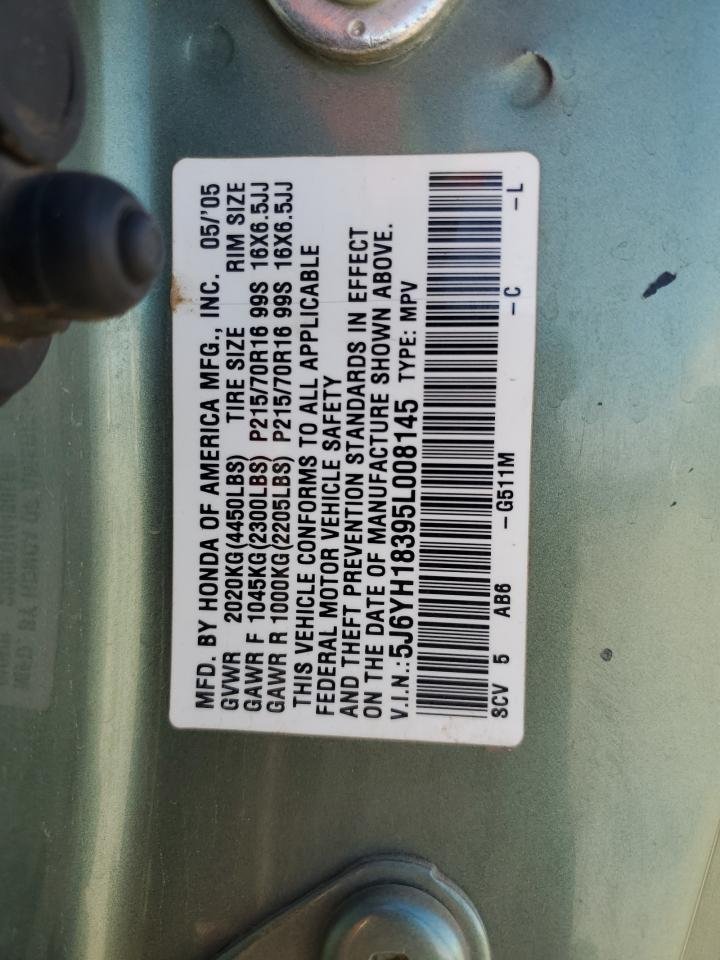 MFD. BY HONDA OF AMERICA MFG., INC. 05/'05
GVWR 2020KG(4450LBS) TIRE SIZE RIM SIZE
GAWR F 1045KG(2300LBS) P215/70R16 99S 16X6.5JJ
GAWR R 1000KG(2205LBS) P215/70R16 99S 16X6.5JJ
THIS VEHICLE CONFORMS TO ALL APPLICABLE
FEDERAL MOTOR VEHICLE SAFETY
AND THEFT PREVENTION STANDARDS IN EFFECT
ON THE DATE OF MANUFACTURE SHOWN ABOVE.
V.I.N.:5J6YH18395L008145 TYPE: MPV
SCV 5 AB6 -G511M -C -L